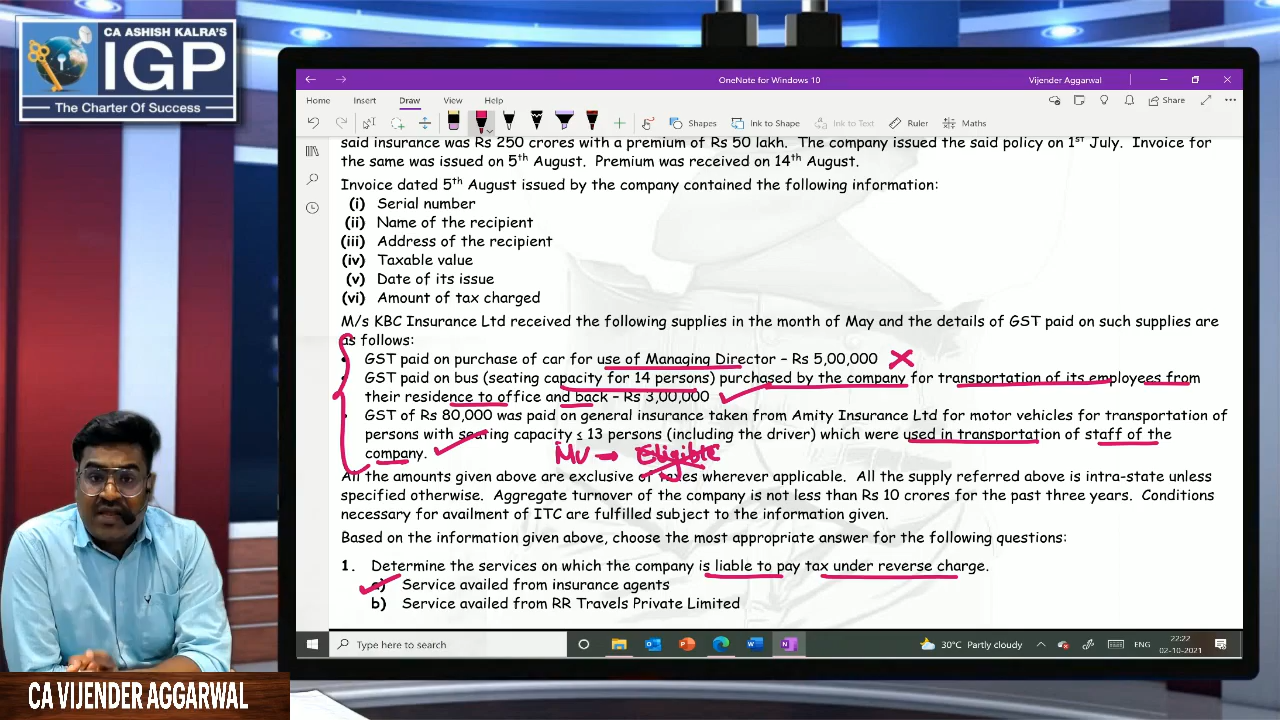 CA ASHISH KALRA'S
IGP
The Charter Of Success
OneNote for Windows 10
Vijender Aggarwal
Home Insert Draw View Help
Share
Shapes Ink to Shape Ink to Text Ruler Maths
said insurance was Rs 250 crores with a premium of Rs 50 lakh. The company issued the said policy on 1ST July. Invoice for
the same was issued on 5th August. Premium was received on 14th August.
Invoice dated 5th August issued by the company contained the following information:
(i) Serial number
(ii) Name of the recipient
(iii) Address of the recipient
(iv) Taxable value
(v) Date of its issue
(vi) Amount of tax charged
M/s KBC Insurance Ltd received the following supplies in the month of May and the details of GST paid on such supplies are
as follows:
• GST paid on purchase of car for use of Managing Director – Rs 5,00,000
• GST paid on bus (seating capacity for 14 persons) purchased by the company for transportation of its employees from
their residence to office and back – Rs 3,00,000
• GST of Rs 80,000 was paid on general insurance taken from Amity Insurance Ltd for motor vehicles for transportation of
persons with seating capacity ≤ 13 persons (including the driver) which were used in transportation of staff of the
company.
MV → Eligible
All the amounts given above are exclusive of taxes wherever applicable. All the supply referred above is intra-state unless
specified otherwise. Aggregate turnover of the company is not less than Rs 10 crores for the past three years. Conditions
necessary for availment of ITC are fulfilled subject to the information given.
Based on the information given above, choose the most appropriate answer for the following questions:
1. Determine the services on which the company is liable to pay tax under reverse charge.
a) Service availed from insurance agents
b) Service availed from RR Travels Private Limited
Type here to search
30°C Partly cloudy
ENG
22:22
02-10-2021
CA VIJENDER AGGARWAL